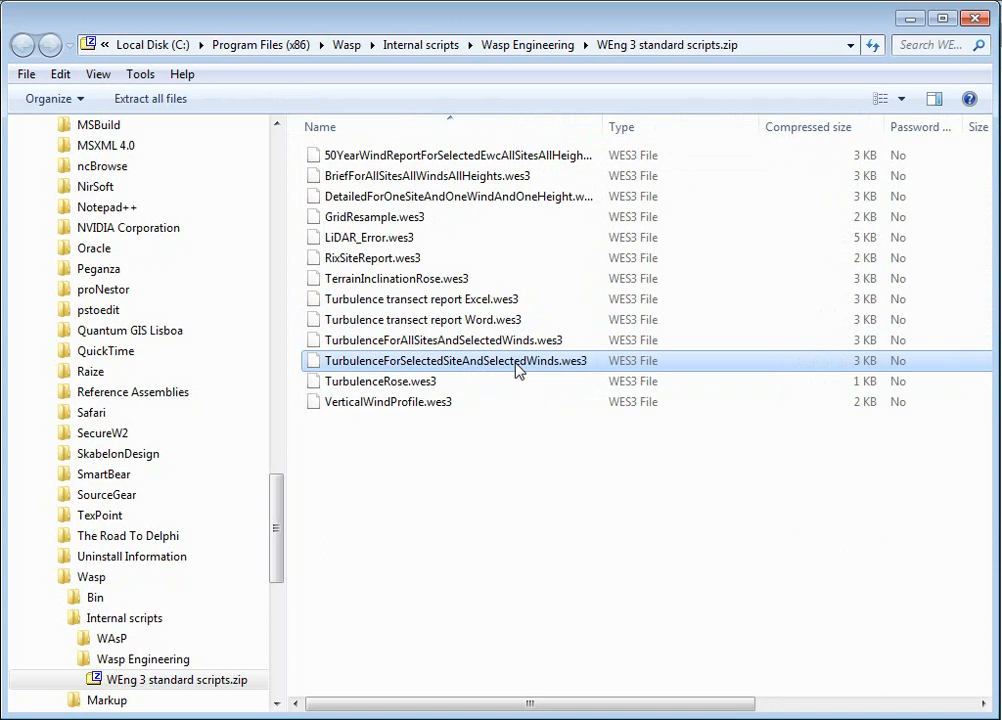 « Local Disk (C:) Program Files (x86) Wasp Internal scripts Wasp Engineering WEng 3 standard scripts.zip Search WE...
File Edit View Tools Help
Organize Extract all files
Name Type Compressed size Password ... Size
MSBuild
MSXML 4.0
ncBrowse
NirSoft
Notepad++
NVIDIA Corporation
Oracle
Peganza
proNestor
pstoedit
Quantum GIS Lisboa
QuickTime
Raize
Reference Assemblies
Safari
SecureW2
SkabelonDesign
SmartBear
SourceGear
TexPoint
The Road To Delphi
Uninstall Information
Wasp
Bin
Internal scripts
WAsP
Wasp Engineering
WEng 3 standard scripts.zip
Markup
50YearWindReportForSelectedEwcAllSitesAllHeigh... WES3 File 3 KB No
BriefForAllSitesAllWindsAllHeights.wes3 WES3 File 3 KB No
DetailedForOneSiteAndOneWindAndOneHeight.w... WES3 File 3 KB No
GridResample.wes3 WES3 File 2 KB No
LiDAR_Error.wes3 WES3 File 5 KB No
RixSiteReport.wes3 WES3 File 2 KB No
TerrainInclinationRose.wes3 WES3 File 3 KB No
Turbulence transect report Excel.wes3 WES3 File 3 KB No
Turbulence transect report Word.wes3 WES3 File 3 KB No
TurbulenceForAllSitesAndSelectedWinds.wes3 WES3 File 3 KB No
TurbulenceForSelectedSiteAndSelectedWinds.wes3 WES3 File 3 KB No
TurbulenceRose.wes3 WES3 File 1 KB No
VerticalWindProfile.wes3 WES3 File 2 KB No